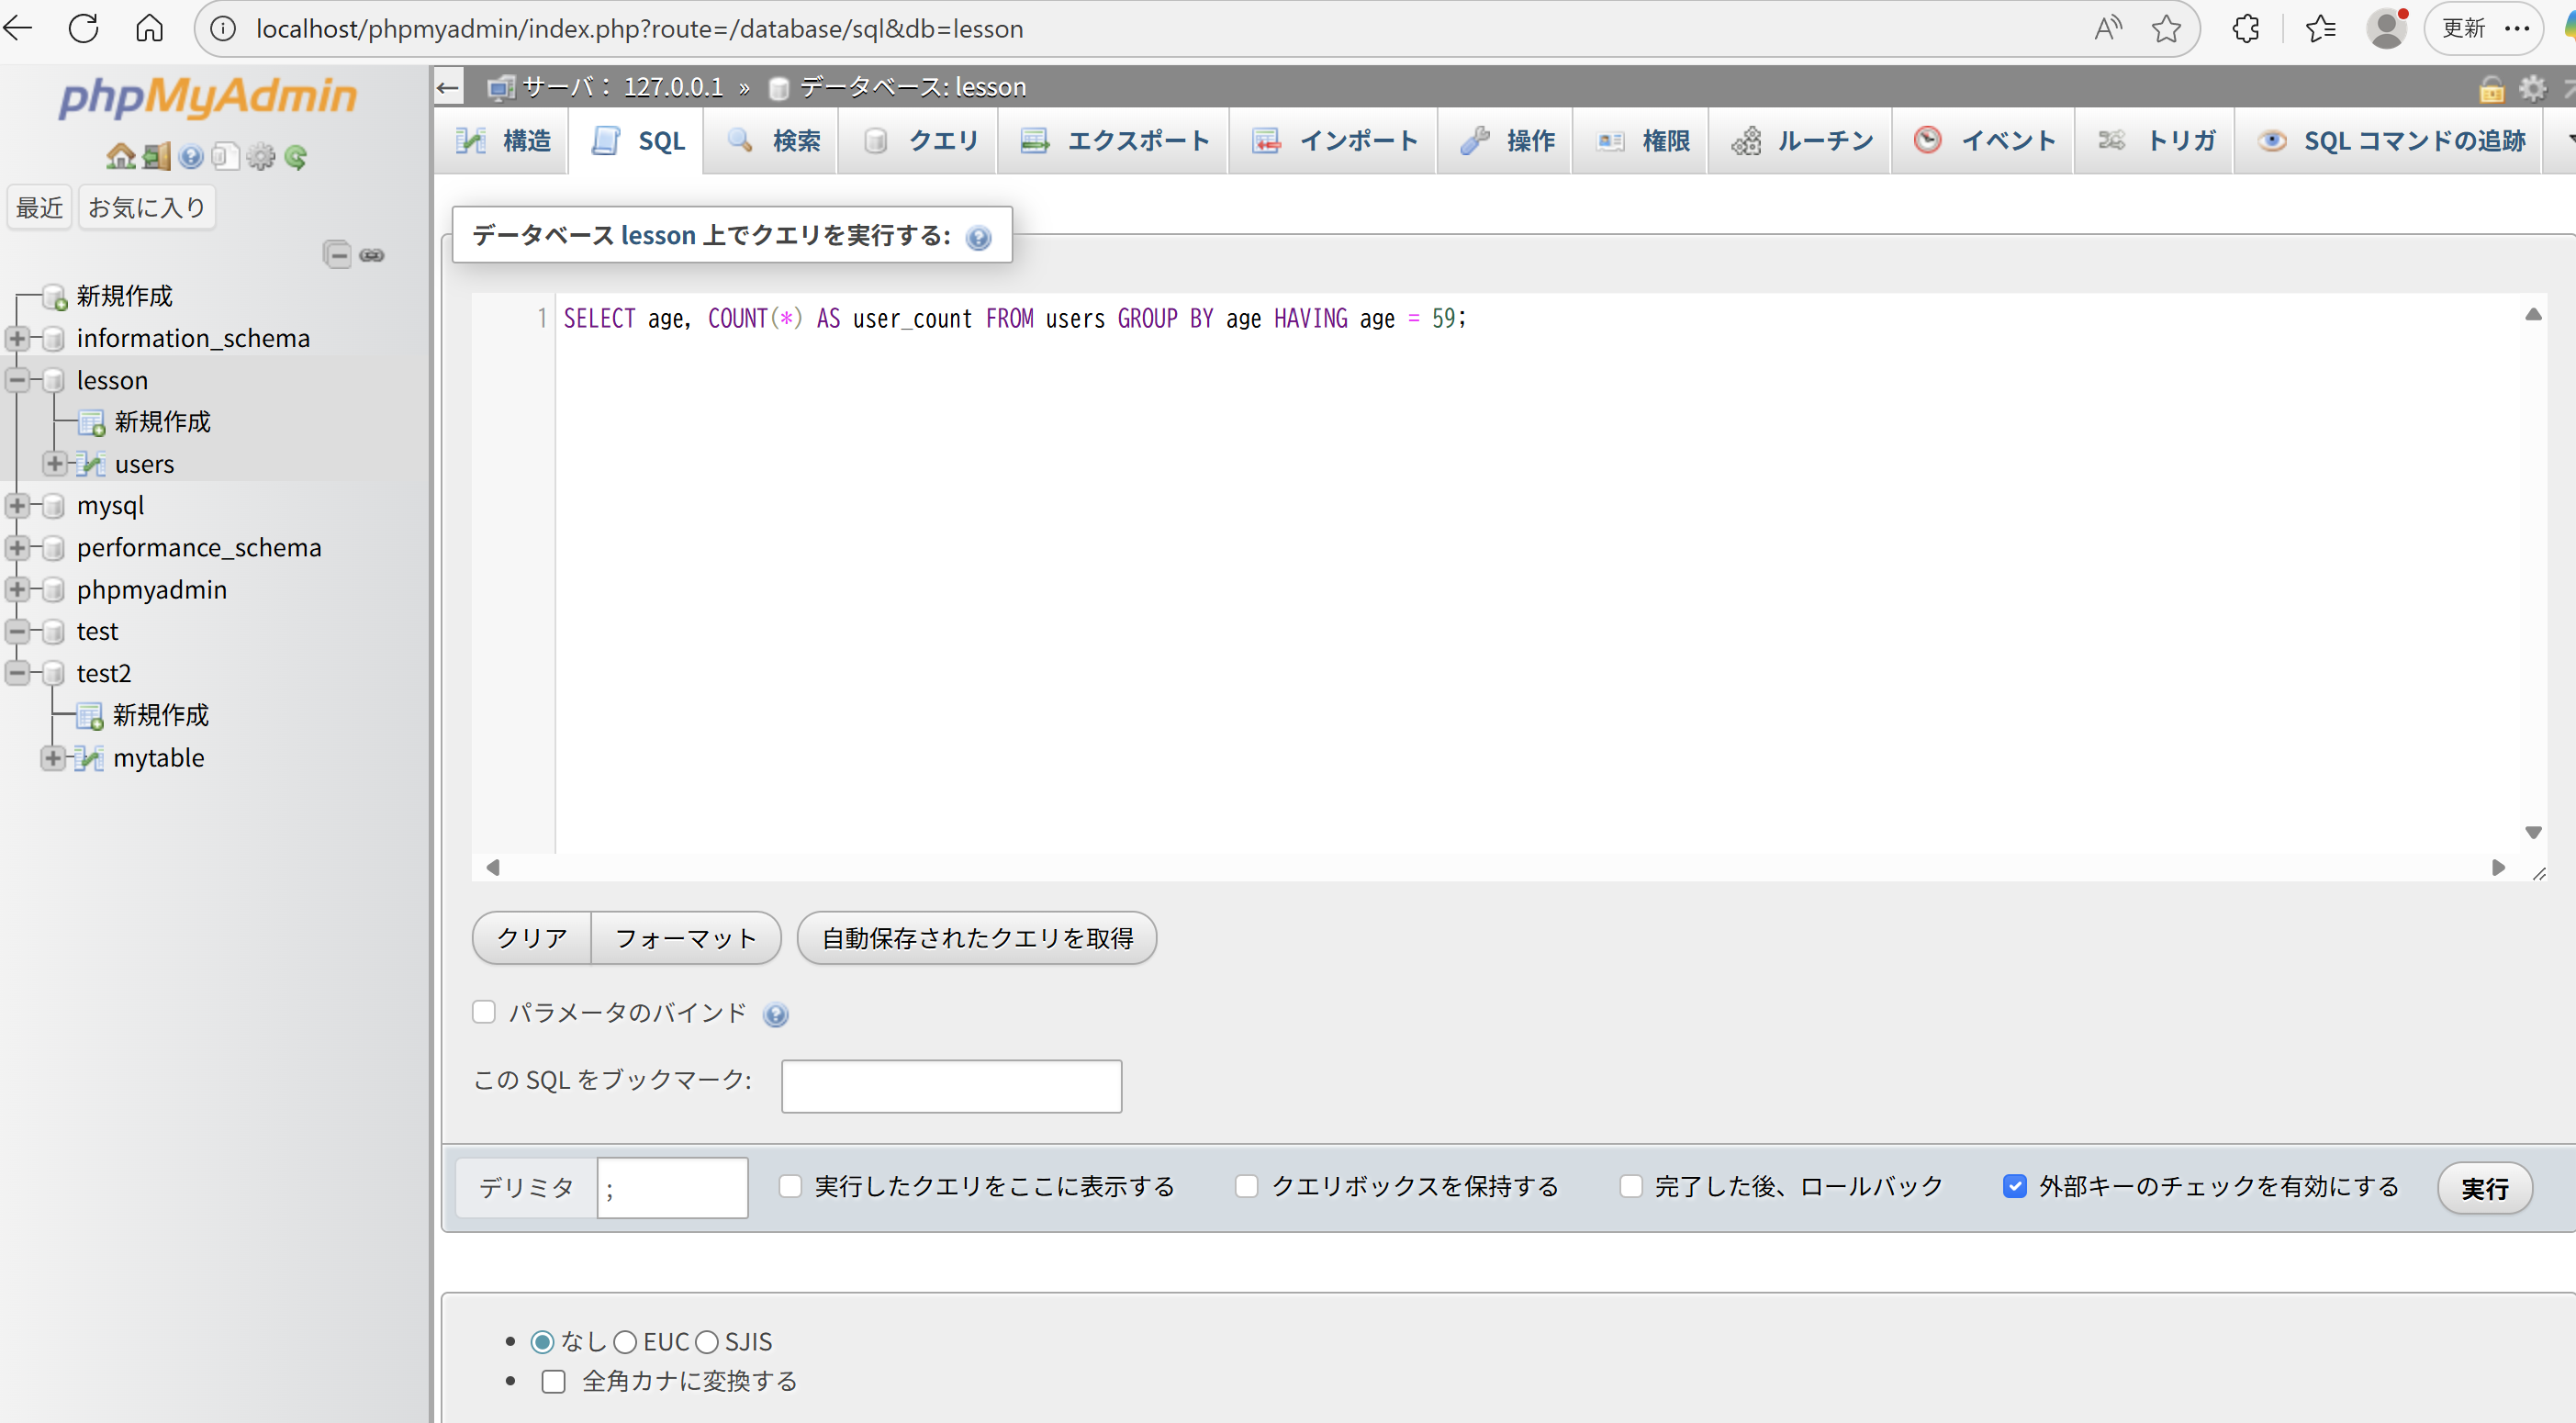 localhost/phpmyadmin/index.php?route=/database/sql&db=lesson
更新
phpMyAdmin
最近 お気に入り
新規作成
information_schema
lesson
新規作成
users
mysql
performance_schema
phpmyadmin
test
test2
新規作成
mytable
サーバ： 127.0.0.1 » データベース: lesson
構造 SQL 検索 クエリ エクスポート インポート 操作 権限 ルーチン イベント トリガ SQL コマンドの追跡
データベース lesson 上でクエリを実行する:
1 SELECT age, COUNT(*) AS user_count FROM users GROUP BY age HAVING age = 59;
クリア フォーマット 自動保存されたクエリを取得
パラメータのバインド
この SQL をブックマーク:
デリミタ ; 実行したクエリをここに表示する クエリボックスを保持する 完了した後、ロールバック 外部キーのチェックを有効にする 実行
なし EUC SJIS
全角カナに変換する